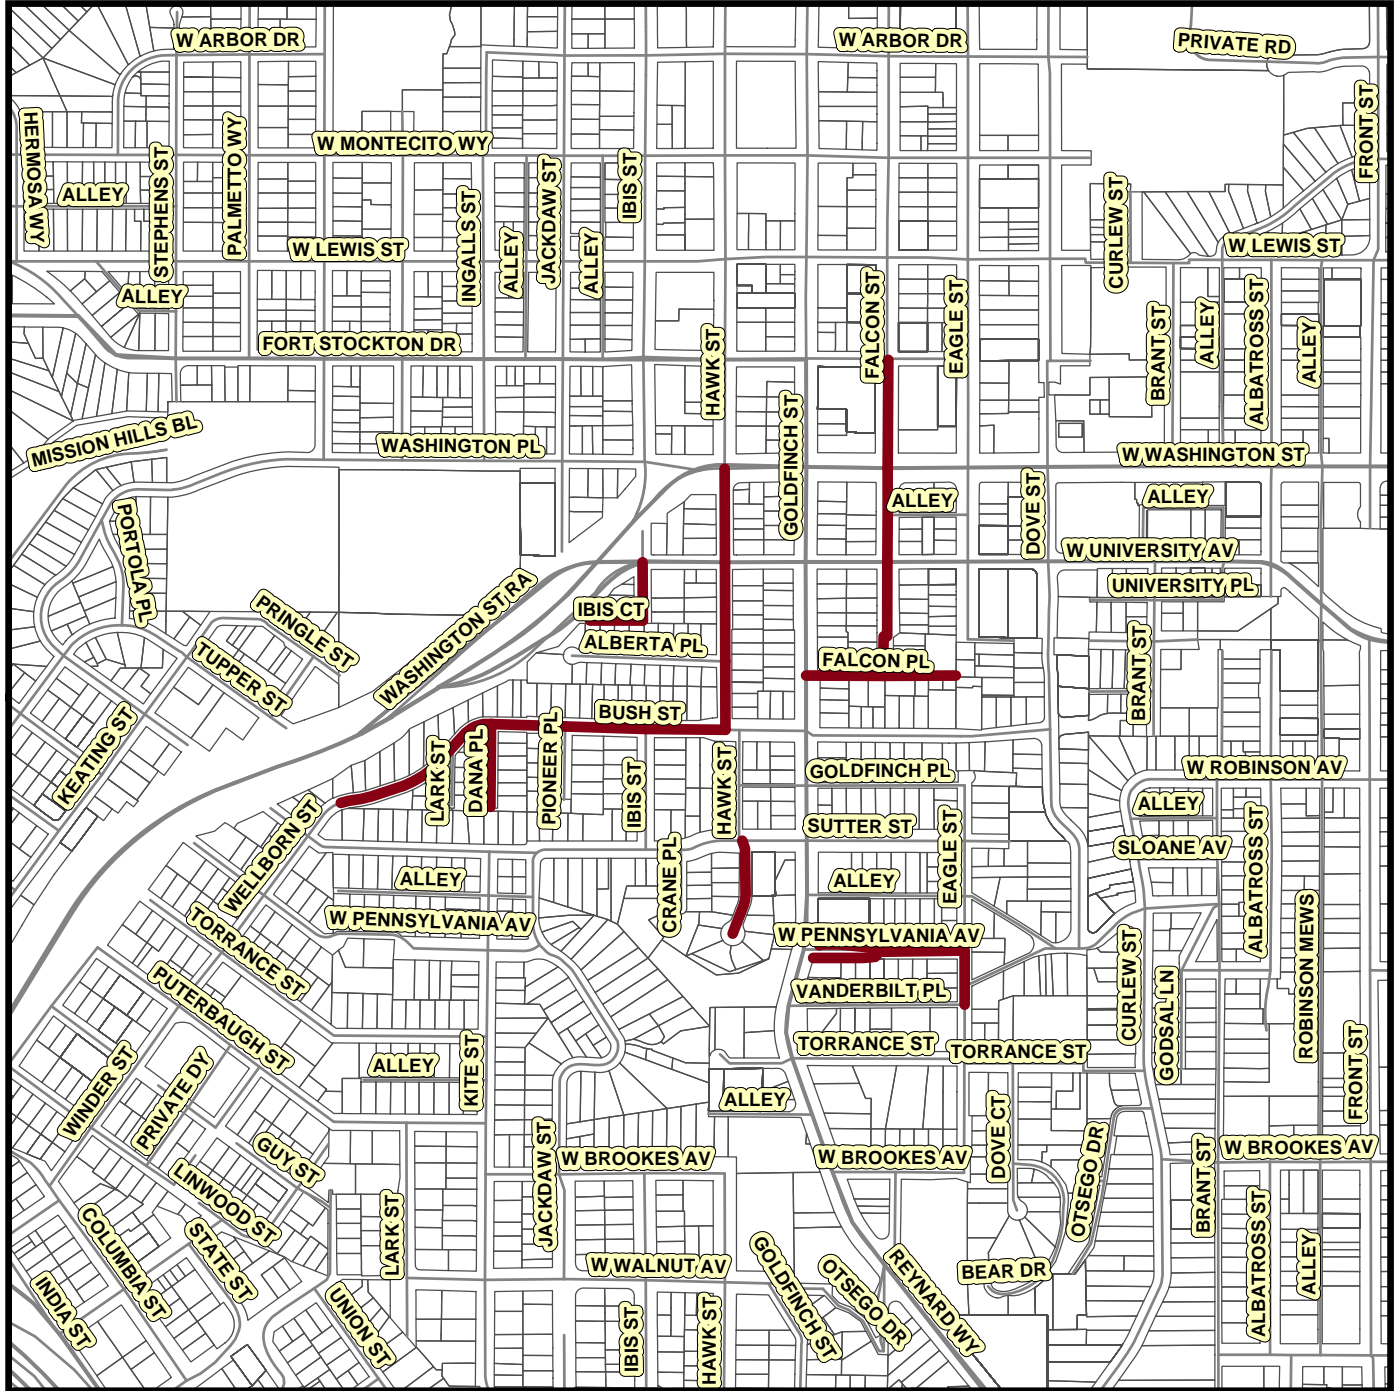 W ARBOR DR
W ARBOR DR
PRIVATE RD
HERMOSA WY
STEPHENS ST
PALMETTO WY
W MONTECITO WY
FRONT ST
ALLEY
INGALLS ST
ALLEY
JACKDAW ST
ALLEY
IBIS ST
CURLEW ST
W LEWIS ST
W LEWIS ST
ALLEY
FORT STOCKTON DR
HAWK ST
FALCON ST
EAGLE ST
BRANT ST
ALLEY
ALBATROSS ST
ALLEY
MISSION HILLS BL
WASHINGTON PL
GOLDFINCH ST
W WASHINGTON ST
ALLEY
DOVE ST
ALLEY
PORTOLA PL
W UNIVERSITY AV
UNIVERSITY PL
PRINGLE ST
TUPPER ST
WASHINGTON ST RA
IBIS CT
ALBERTA PL
FALCON PL
BRANT ST
KEATING ST
BUSH ST
LARK ST
DANA PL
PIONEER PL
IBIS ST
HAWK ST
GOLDFINCH PL
W ROBINSON AV
ALLEY
WELLBORN ST
SUTTER ST
EAGLE ST
SLOANE AV
ALBATROSS ST
ALLEY
CRANE PL
ALLEY
TORRANCE ST
W PENNSYLVANIA AV
W PENNSYLVANIA AV
ROBINSON MEWS
PUTERBAUGH ST
VANDERBILT PL
CURLEW ST
GODSAL LN
WINDER ST
PRIVATE DY
ALLEY
KITE ST
TORRANCE ST
TORRANCE ST
FRONT ST
ALLEY
GUY ST
LINWOOD ST
JACKDAW ST
W BROOKES AV
W BROOKES AV
DOVE CT
OTSEGO DR
BRANT ST
W BROOKES AV
COLUMBIA ST
STATE ST
LARK ST
W WALNUT AV
GOLDFINCH ST
OTSEGO DR
REYNARD WY
BEAR DR
ALBATROSS ST
ALLEY
INDIA ST
UNION ST
IBIS ST
HAWK ST